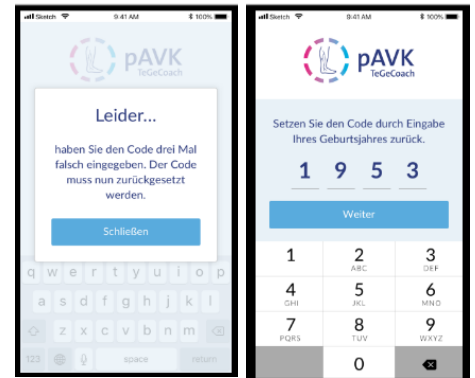 Sketch 9:41 AM 100%
pAVK
TeGeCoach
Leider...
haben Sie den Code drei Mal
falsch eingegeben. Der Code
muss nun zurückgesetzt
werden.
Schließen
q w e r t y u i o p
a s d f g h j k l
z x c v b n m
123 space return
Sketch 9:41 AM 100%
pAVK
TeGeCoach
Setzen Sie den Code durch Eingabe
Ihres Geburtsjahres zurück.
1 9 5 3
Weiter
1 2 3
ABC DEF
4 5 6
GHI JKL MNO
7 8 9
PQRS TUV WXYZ
0